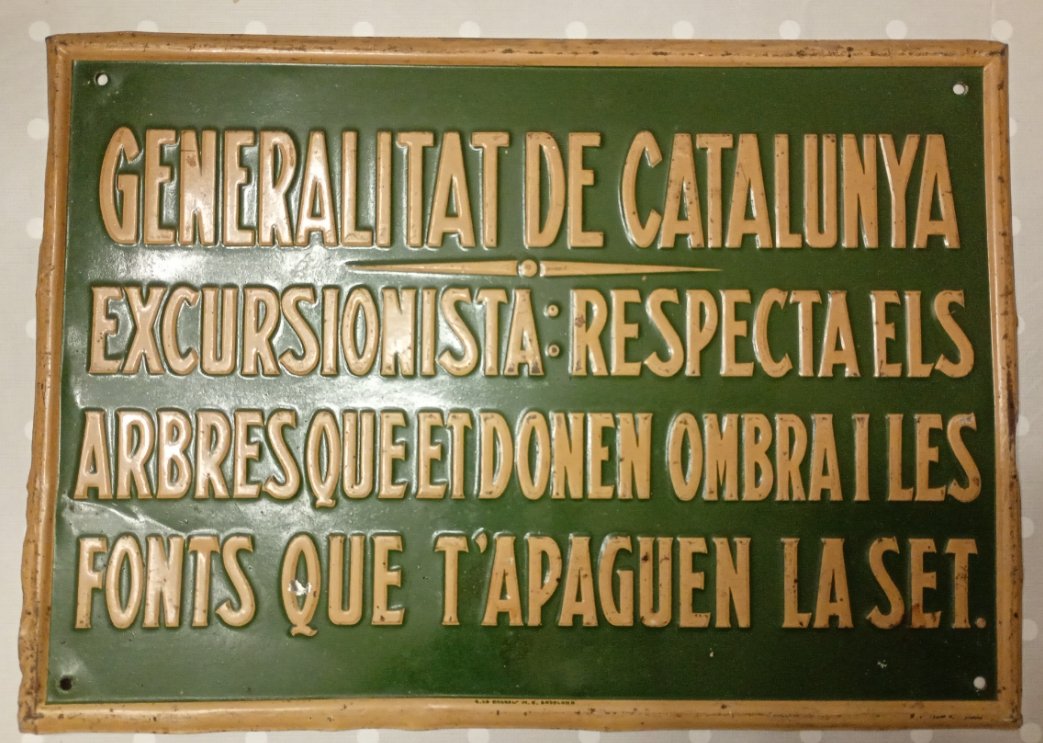 GENERALITAT DE CATALUNYA
EXCURSIONISTA: RESPECTA ELS
ARBRES QUE ET DONEN OMBRA I LES
FONTS QUE T'APAGUEN LA SET.